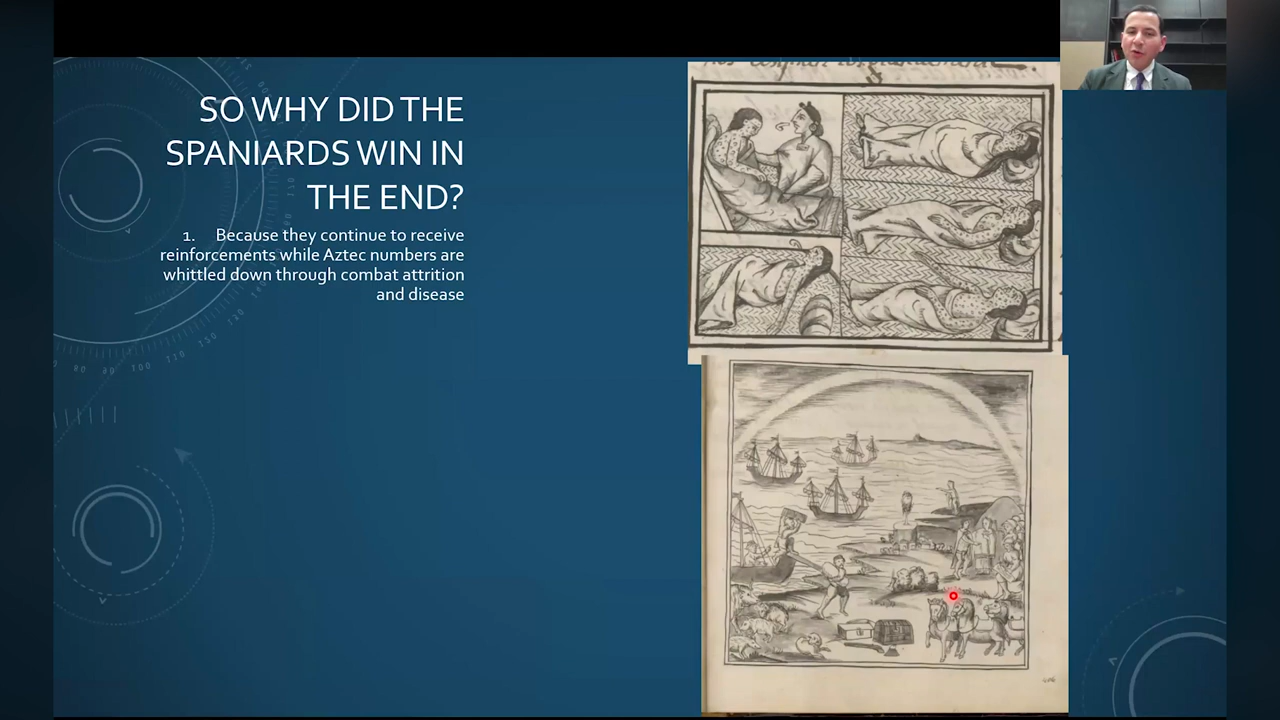 SO WHY DID THE
SPANIARDS WIN IN
THE END?
1. Because they continue to receive
reinforcements while Aztec numbers are
whittled down through combat attrition
and disease